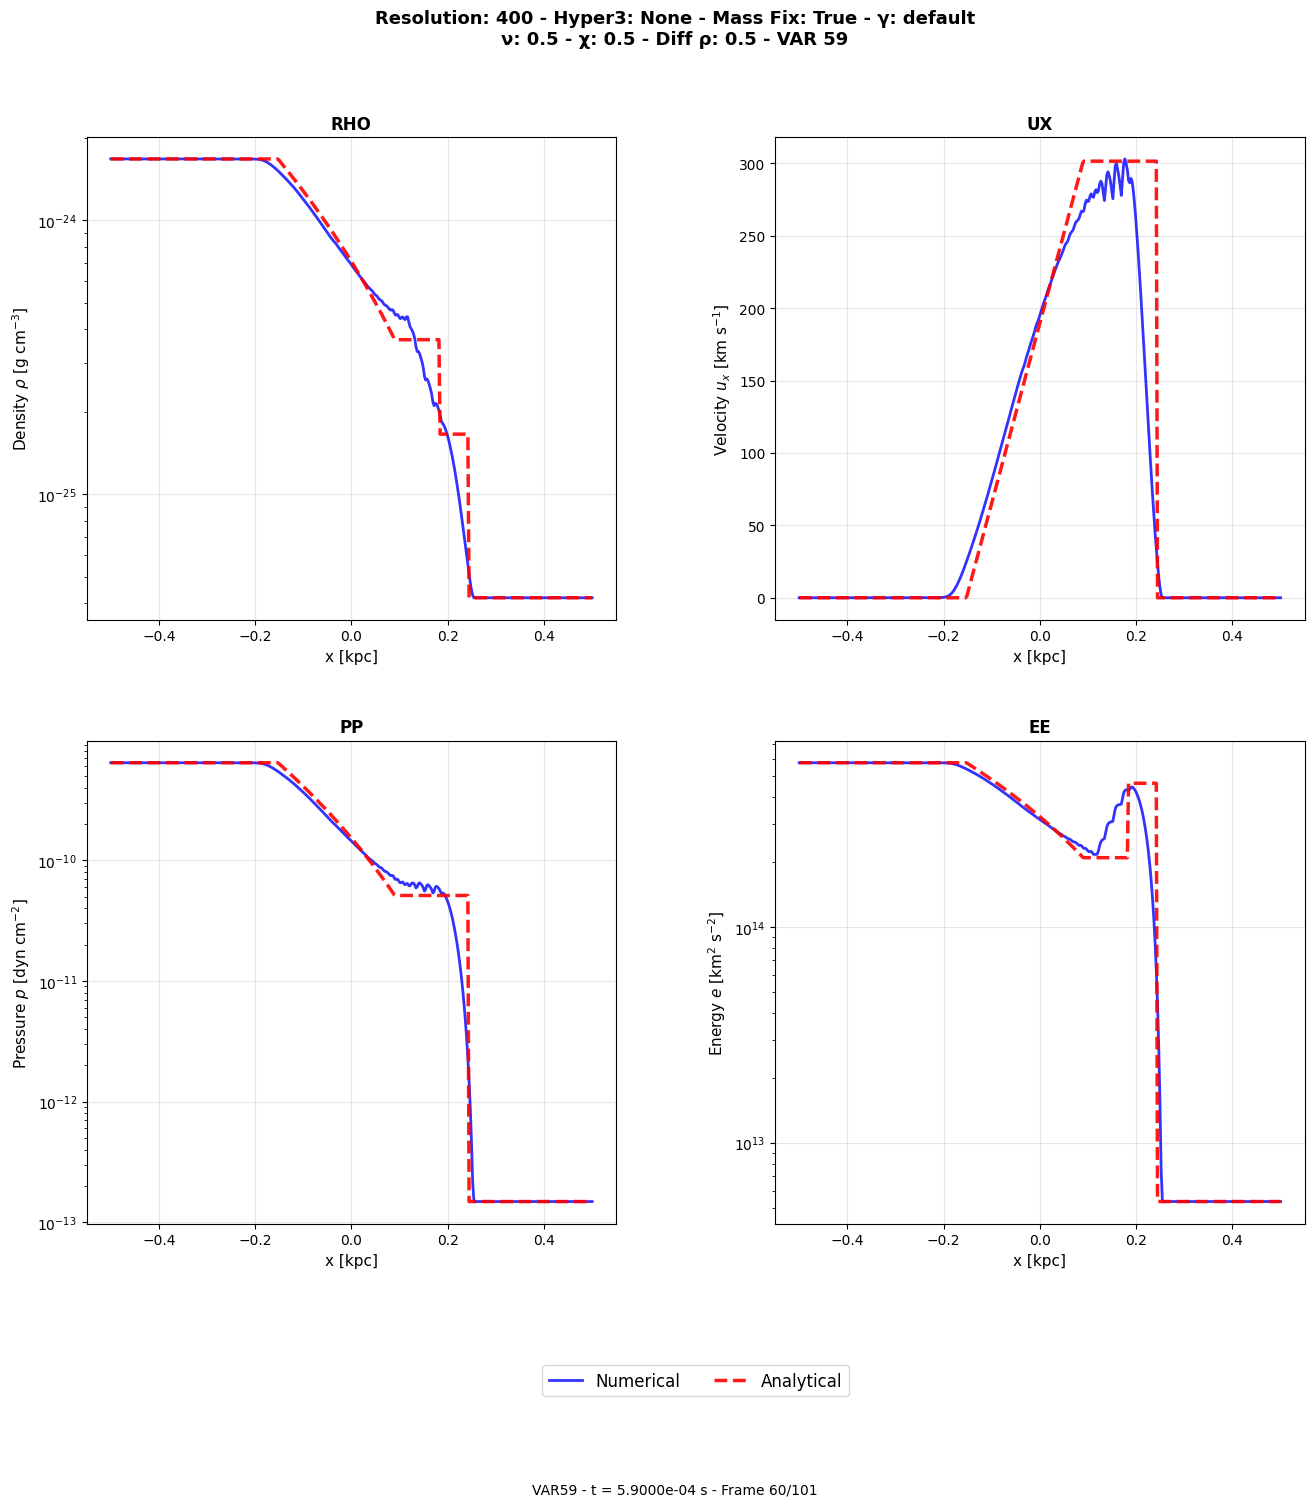 Resolution: 400 - Hyper3: None - Mass Fix: True - γ: default
ν: 0.5 - χ: 0.5 - Diff ρ: 0.5 - VAR 59
RHO
Density ρ [g cm⁻³]
10⁻²⁴
10⁻²⁵
−0.4 −0.2 0.0 0.2 0.4
x [kpc]
UX
Velocity uₓ [km s⁻¹]
300
250
200
150
100
50
0
−0.4 −0.2 0.0 0.2 0.4
x [kpc]
PP
Pressure p [dyn cm⁻²]
10⁻¹⁰
10⁻¹¹
10⁻¹²
10⁻¹³
−0.4 −0.2 0.0 0.2 0.4
x [kpc]
EE
Energy e [km² s⁻²]
10¹⁴
10¹³
−0.4 −0.2 0.0 0.2 0.4
x [kpc]
Numerical Analytical
VAR59 - t = 5.9000e-04 s - Frame 60/101